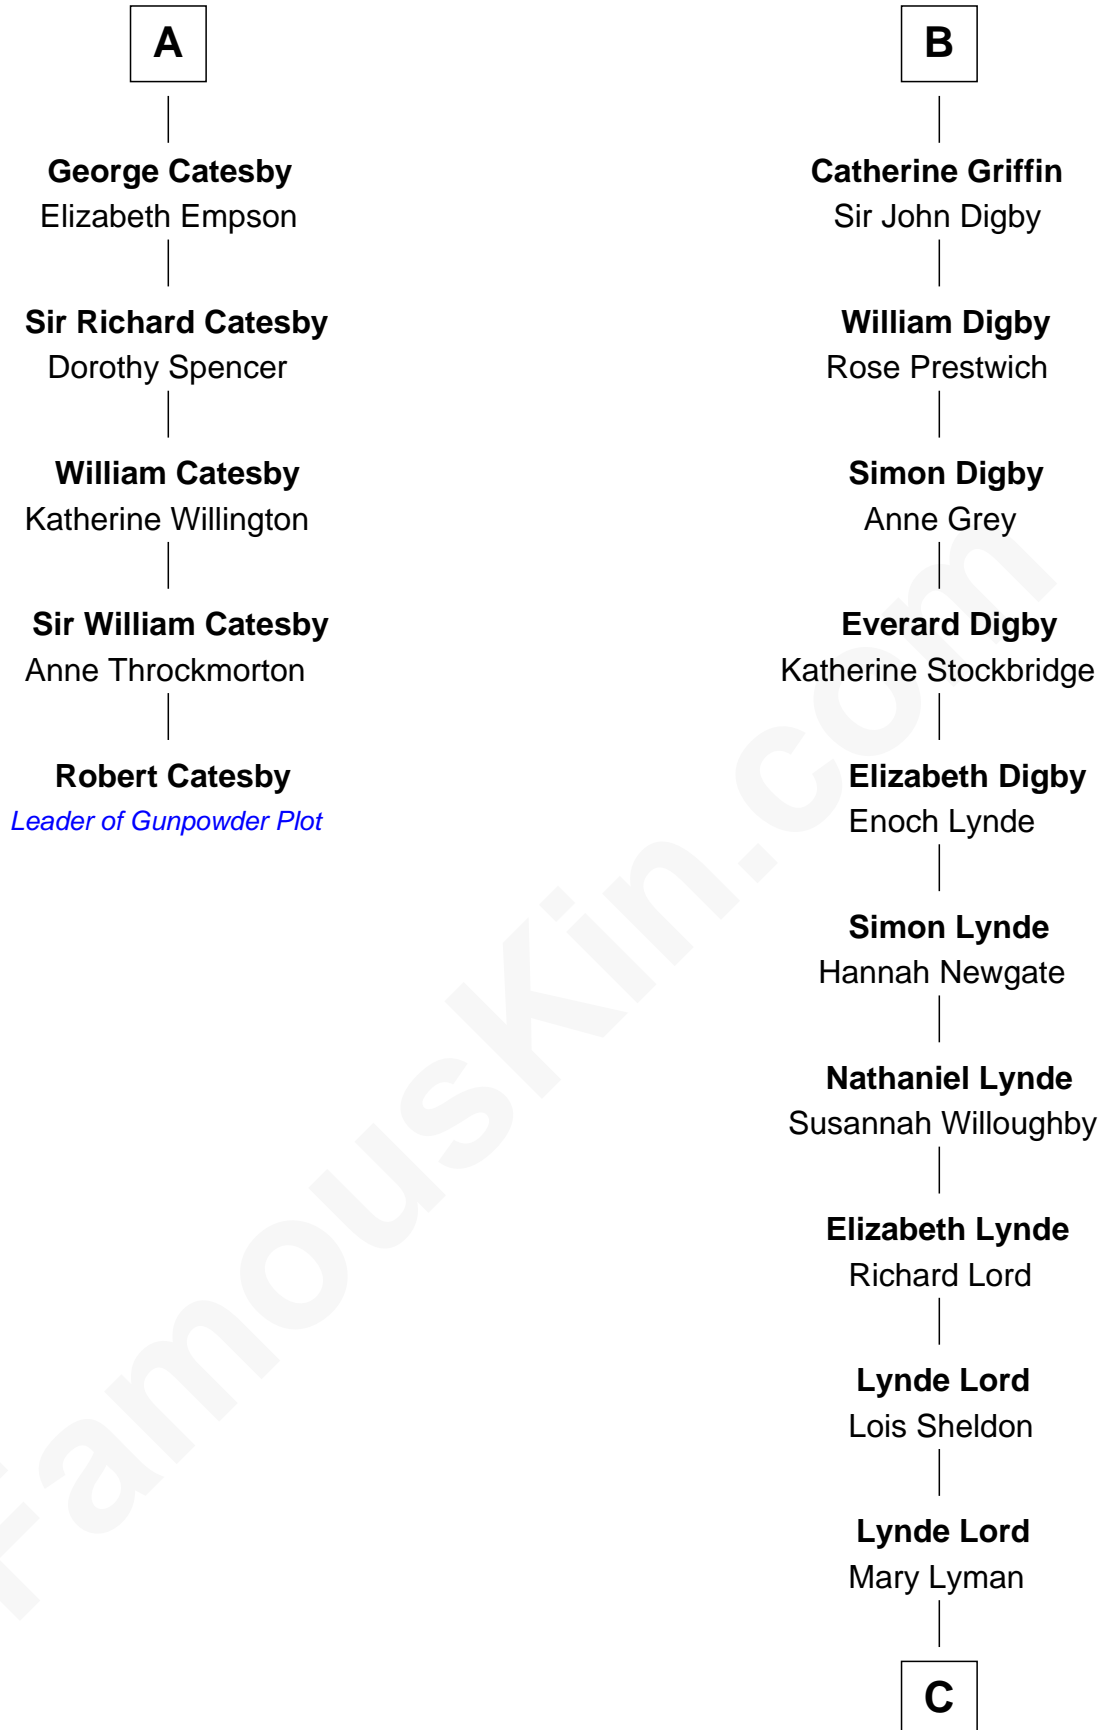 A
George Catesby
Elizabeth Empson
Sir Richard Catesby
Dorothy Spencer
William Catesby
Katherine Willington
Sir William Catesby
Anne Throckmorton
Robert Catesby
Leader of Gunpowder Plot
B
Catherine Griffin
Sir John Digby
William Digby
Rose Prestwich
Simon Digby
Anne Grey
Everard Digby
Katherine Stockbridge
Elizabeth Digby
Enoch Lynde
Simon Lynde
Hannah Newgate
Nathaniel Lynde
Susannah Willoughby
Elizabeth Lynde
Richard Lord
Lynde Lord
Lois Sheldon
Lynde Lord
Mary Lyman
C
FamousKin.com